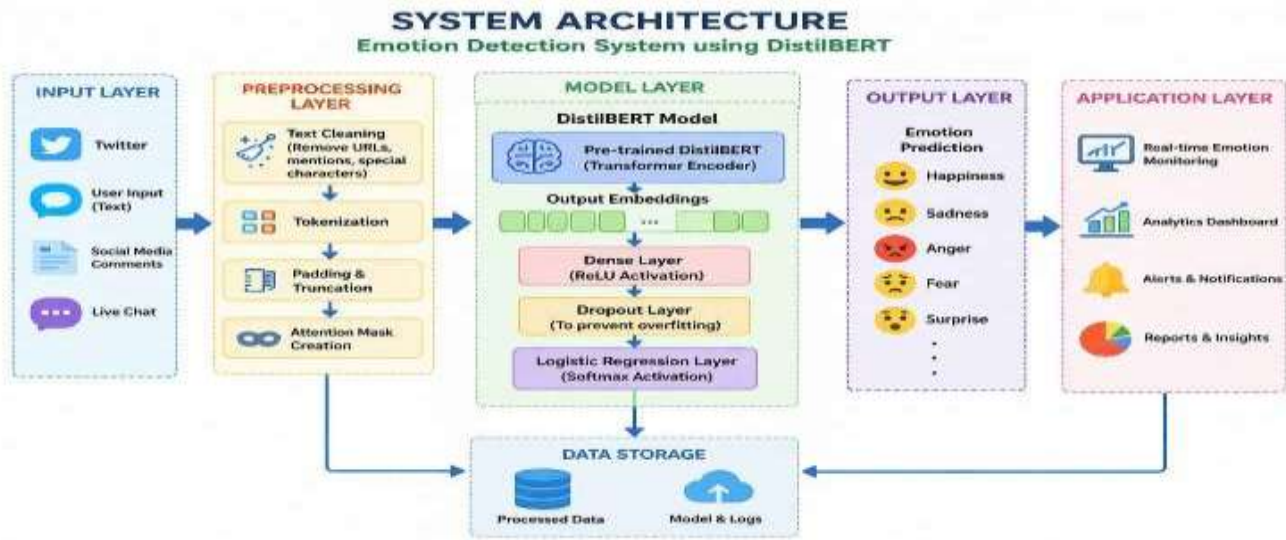 SYSTEM ARCHITECTURE
Emotion Detection System using DistilBERT
INPUT LAYER
Twitter
User Input
(Text)
Social Media
Comments
Live Chat
PREPROCESSING
LAYER
Text Cleaning
(Remove URLs,
mentions, special
characters)
Tokenization
Padding &
Truncation
Attention Mask
Creation
MODEL LAYER
DistilBERT Model
Pre-trained DistilBERT
(Transformer Encoder)
Output Embeddings
...
Dense Layer
(ReLU Activation)
Dropout Layer
(To prevent overfitting)
Logistic Regression Layer
(Softmax Activation)
OUTPUT LAYER
Emotion
Prediction
Happiness
Sadness
Anger
Fear
Surprise
APPLICATION LAYER
Real-time Emotion
Monitoring
Analytics Dashboard
Alerts & Notifications
Reports & Insights
DATA STORAGE
Processed Data
Model & Logs